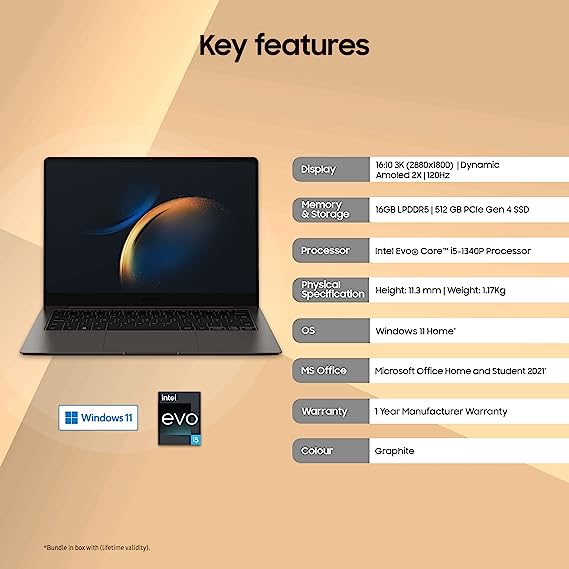 Key features
Display
16:10 3K (2880x1800) | Dynamic
Amoled 2X | 120Hz
Memory
& Storage
16GB LPDDR5 | 512 GB PCIe Gen 4 SSD
Processor
Intel Evo® Core™ i5-1340P Processor
Physical
Specification
Height: 11.3 mm | Weight: 1.17Kg
OS
Windows 11 Home*
MS Office
Microsoft Office Home and Student 2021*
Warranty
1 Year Manufacturer Warranty
Colour
Graphite
Windows 11
intel
evo
i5
*Bundle in box with (lifetime validity).